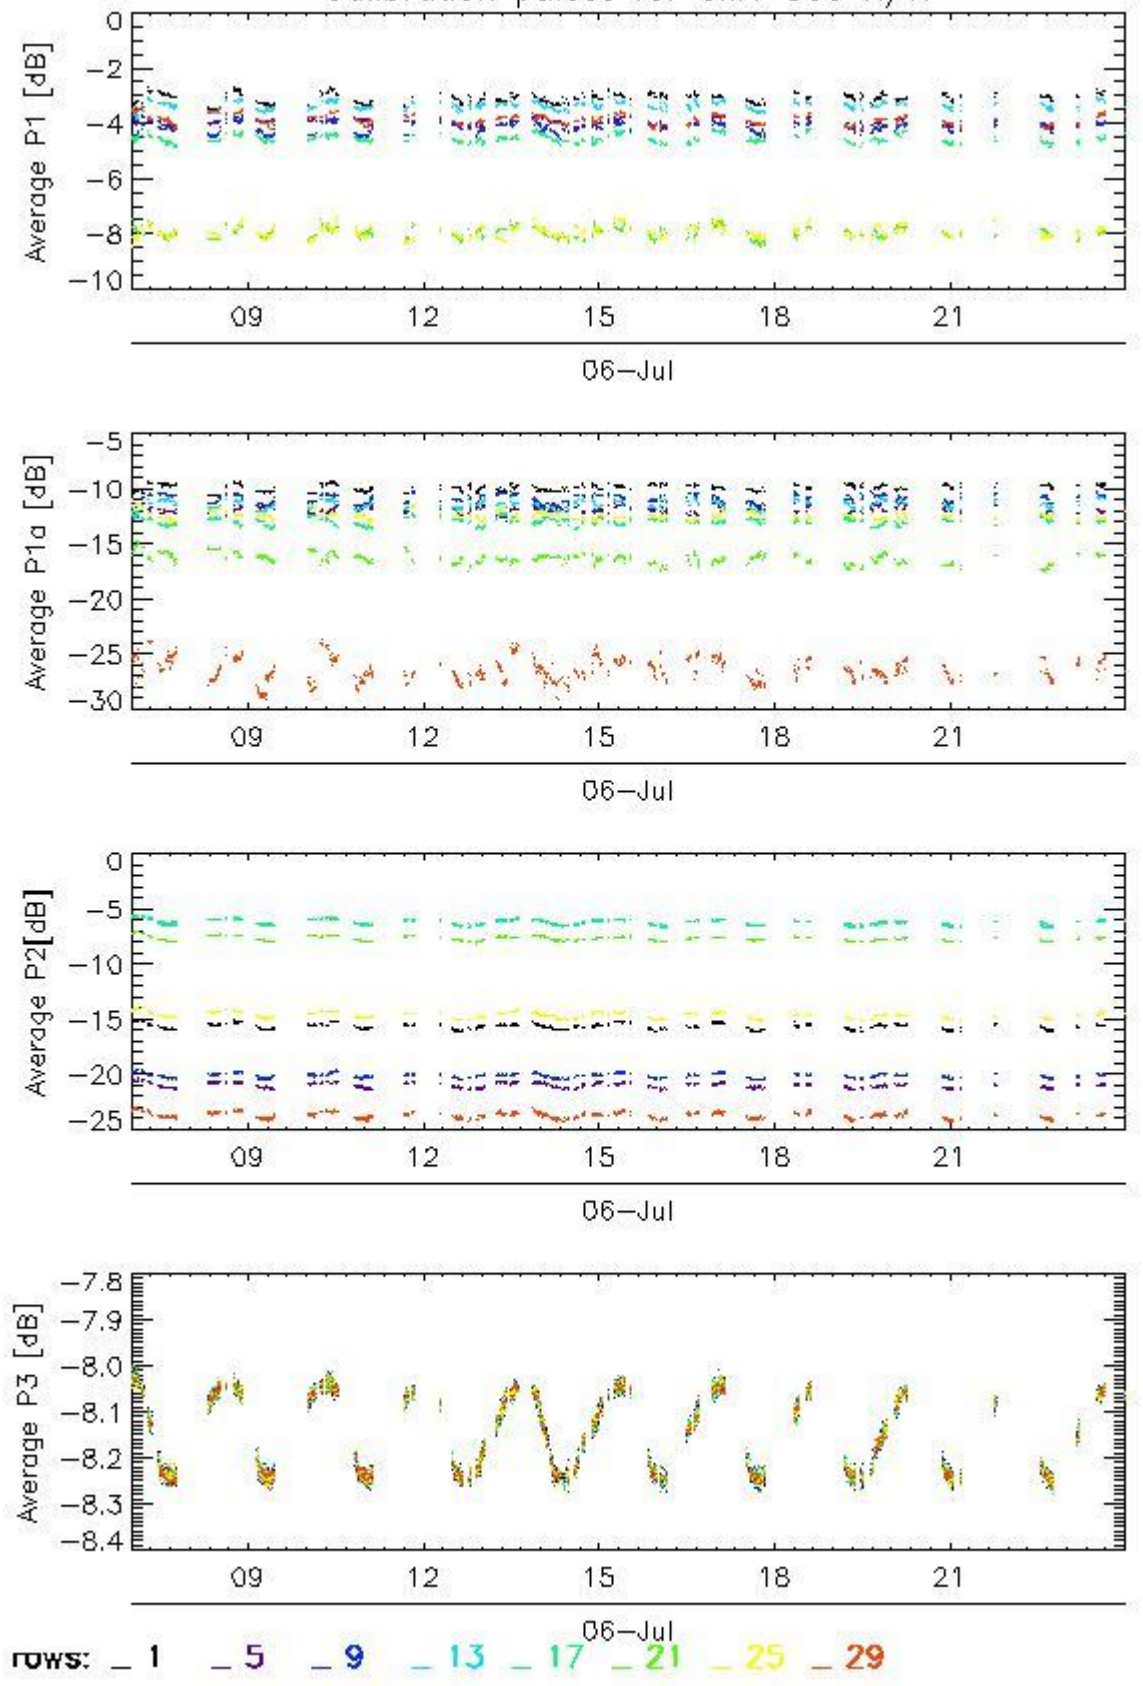 0
−2
−4
−6
−8
−10
Average P1 [dB]
09 12 15 18 21
06−Jul
−5
−10
−15
−20
−25
−30
Average P1a [dB]
09 12 15 18 21
06−Jul
0
−5
−10
−15
−20
−25
Average P2[dB]
09 12 15 18 21
06−Jul
−7.8
−7.9
−8.0
−8.1
−8.2
−8.3
−8.4
Average P3 [dB]
09 12 15 18 21
06−Jul
rows: _ 1 _ 5 _ 9 _ 13 _ 17 _ 21 _ 25 _ 29